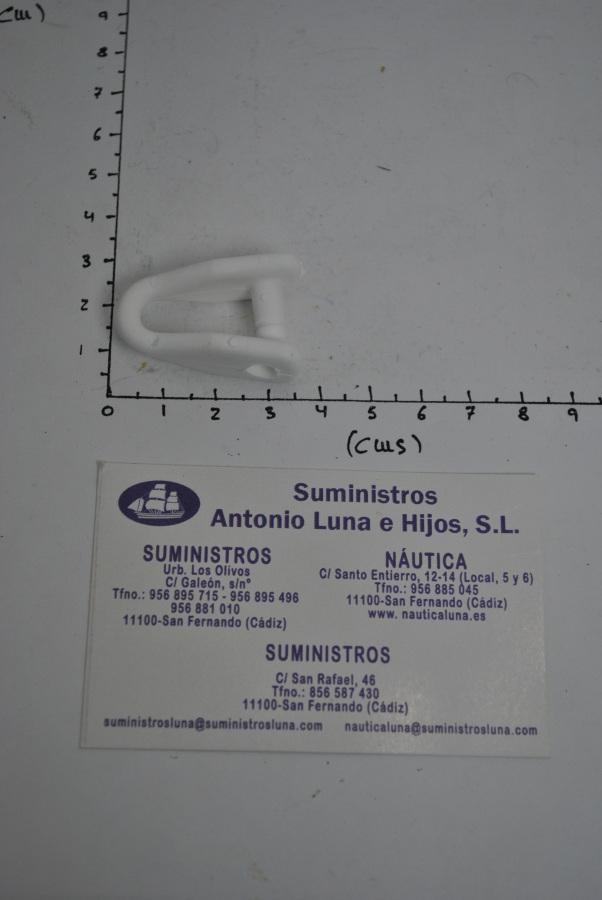 cm)
9
8
7
6
5
4
3
2
1
0 1 2 3 4 5 6 7 8 9
(cms)
Suministros
Antonio Luna e Hijos, S.L.
SUMINISTROS
Urb. Los Olivos
C/ Galeón, s/nº
Tfno.: 956 895 715 - 956 895 496
956 881 010
11100-San Fernando (Cádiz)
NÁUTICA
C/ Santo Entierro, 12-14 (Local, 5 y 6)
Tfno.: 956 885 045
11100-San Fernando (Cádiz)
www. nauticaluna.es
SUMINISTROS
C/ San Rafael, 46
Tfno.: 856 587 430
11100-San Fernando (Cádiz)
suministrosluna@suministrosluna.com nauticaluna@suministrosluna.com